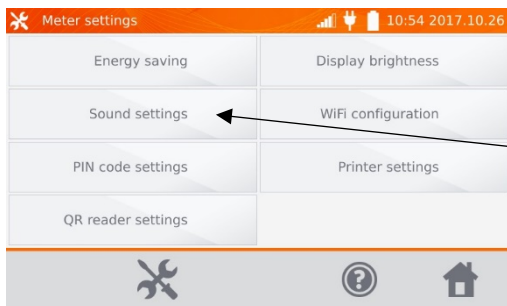 Meter settings 10:54 2017.10.26
Energy saving Display brightness
Sound settings WiFi configuration
PIN code settings Printer settings
QR reader settings
?